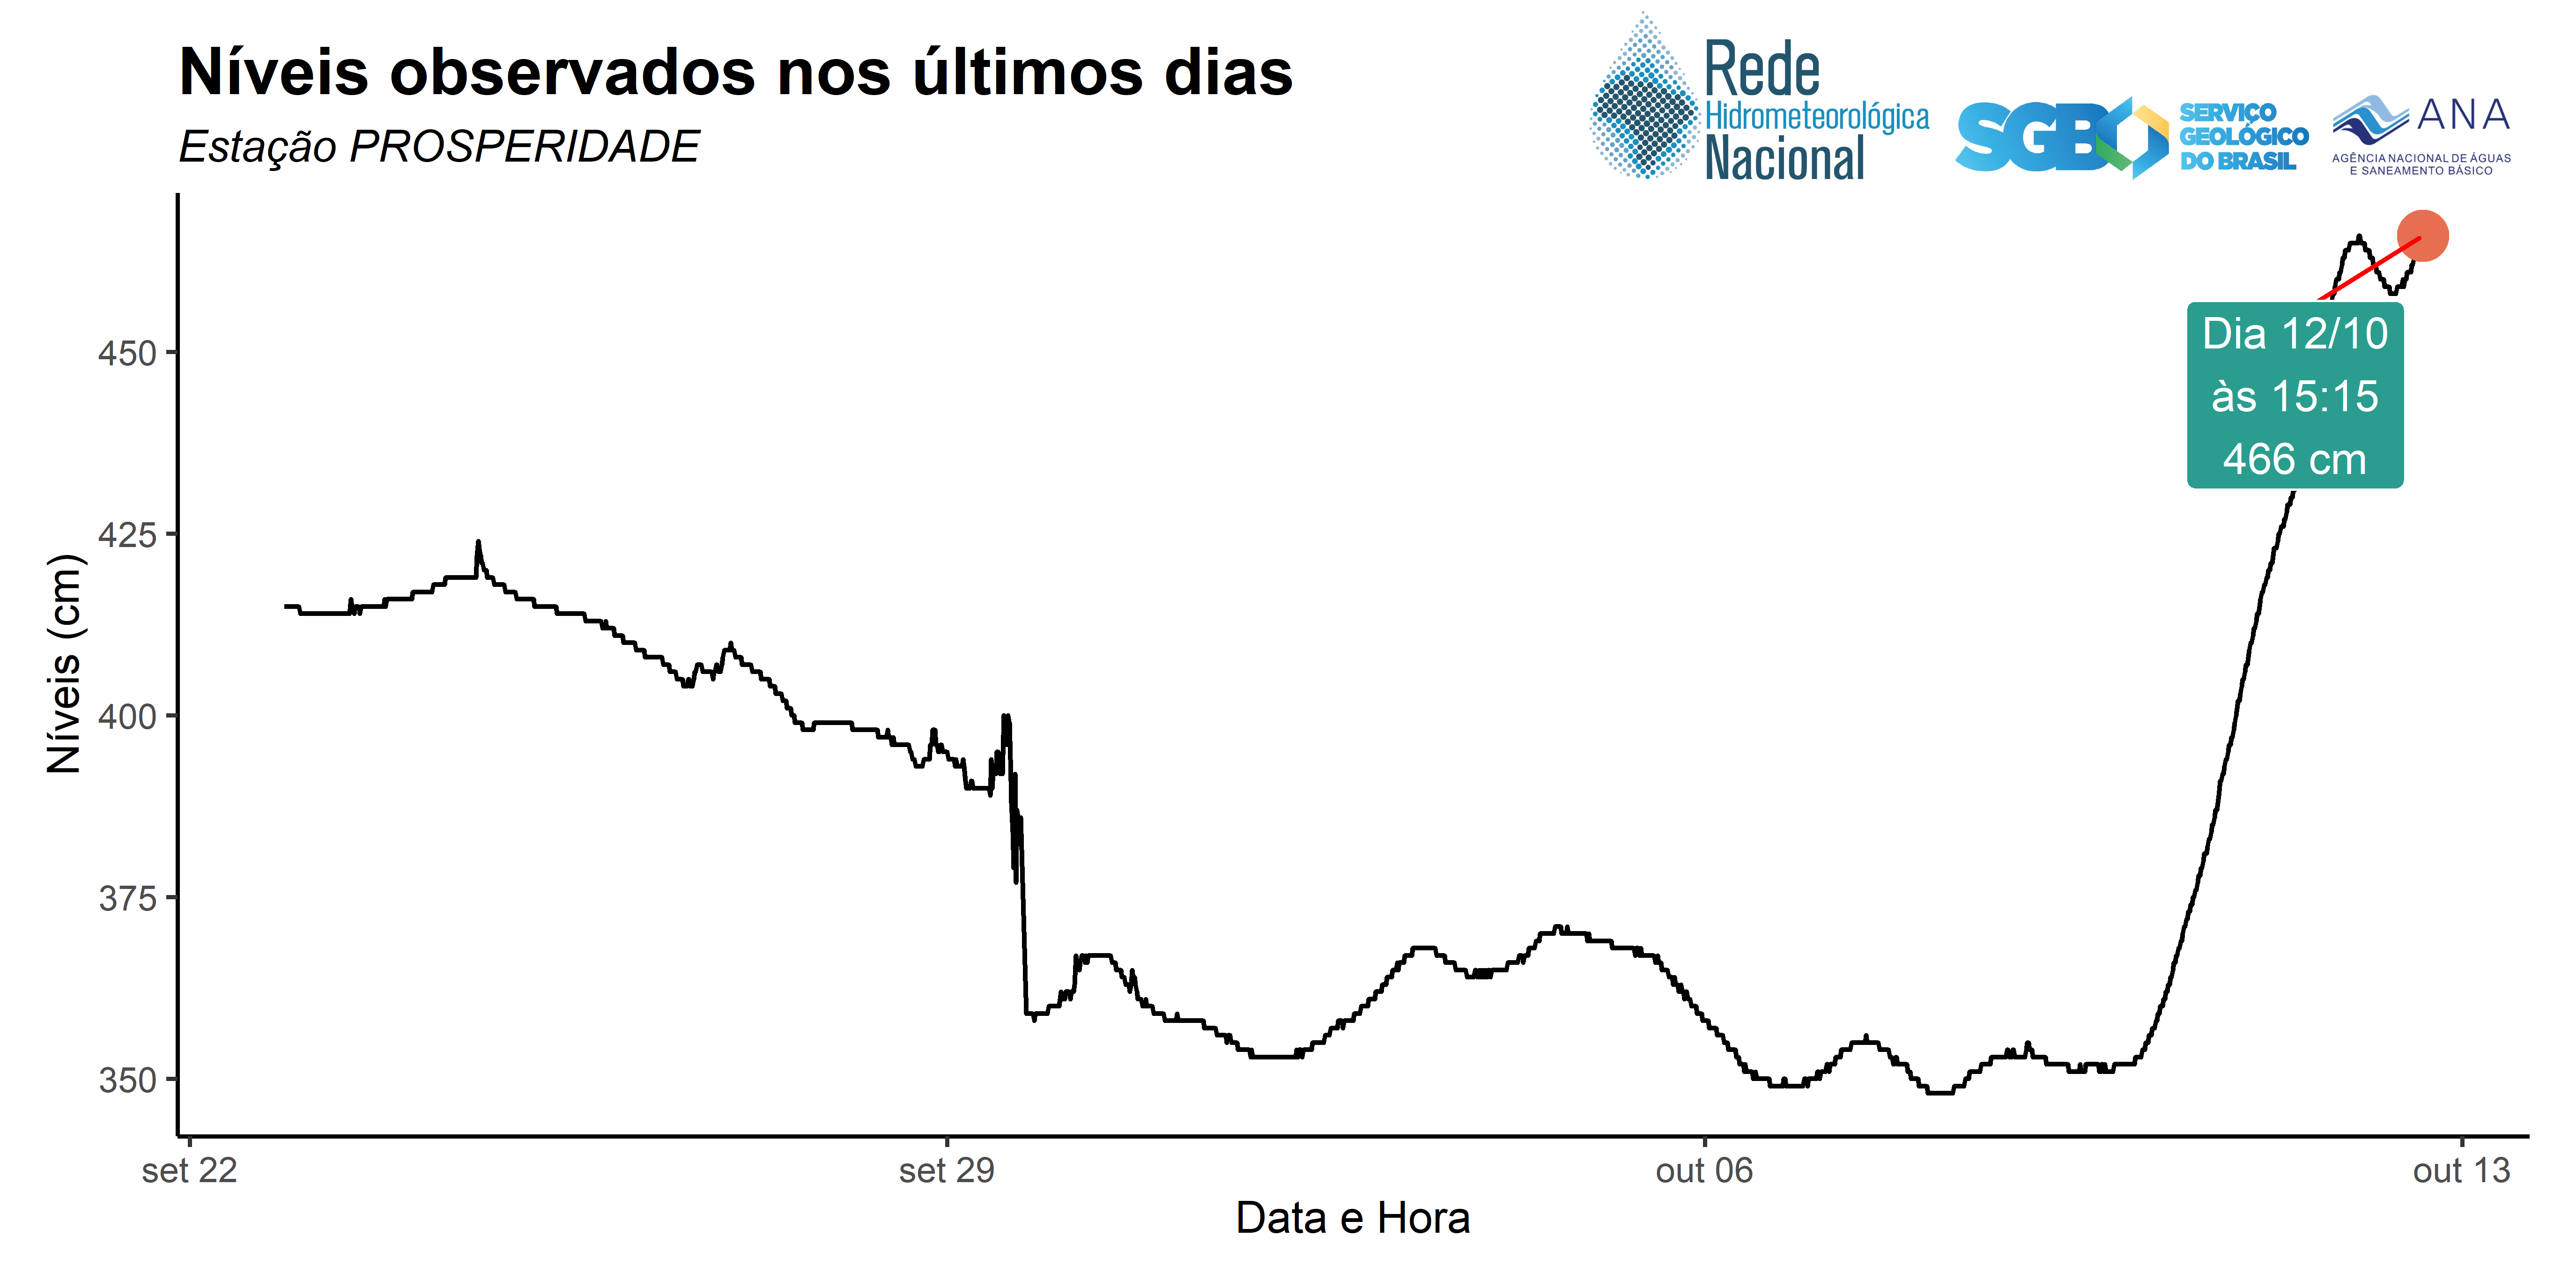 Níveis observados nos últimos dias
Estação PROSPERIDADE
Rede
Hidrometeorológica
Nacional
SGB
SERVIÇO
GEOLÓGICO
DO BRASIL
ANA
AGÊNCIA NACIONAL DE ÁGUAS
E SANEAMENTO BÁSICO
Níveis (cm)
450
425
400
375
350
Dia 12/10
às 15:15
466 cm
set 22
set 29
out 06
out 13
Data e Hora